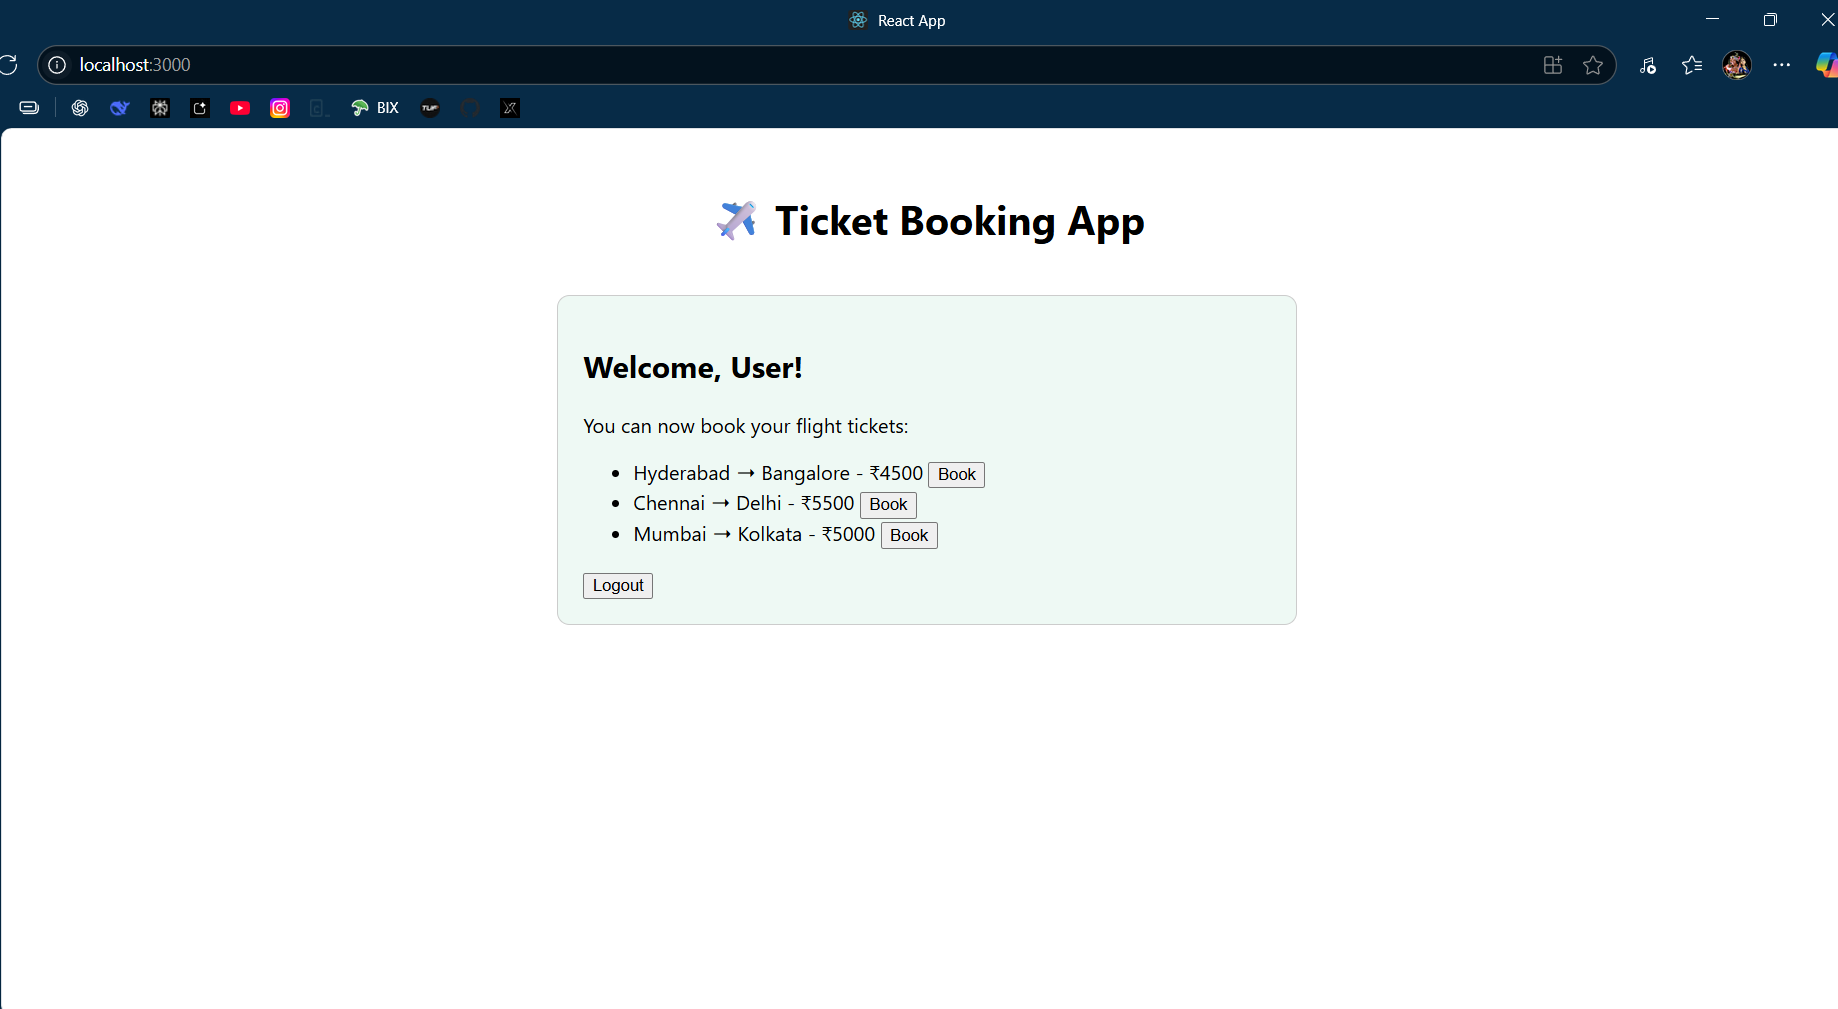 React App
localhost:3000
BIX
TUF
Ticket Booking App
Welcome, User!
You can now book your flight tickets:
• Hyderabad → Bangalore - ₹4500 Book
• Chennai → Delhi - ₹5500 Book
• Mumbai → Kolkata - ₹5000 Book
Logout